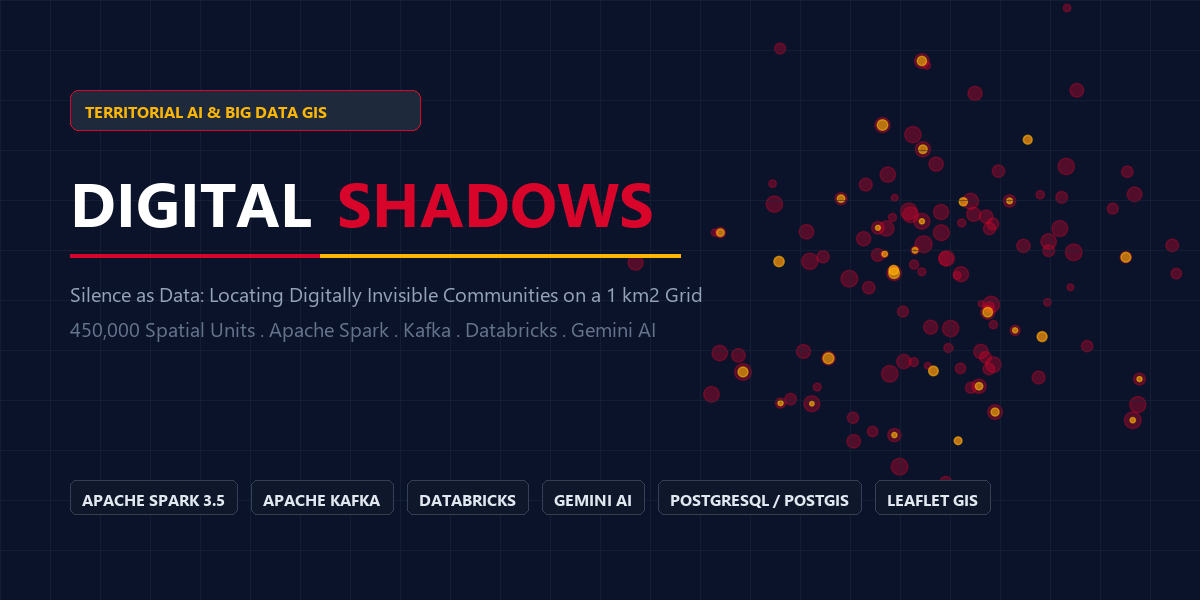 TERRITORIAL AI & BIG DATA GIS
DIGITAL SHADOWS
Silence as Data: Locating Digitally Invisible Communities on a 1 km2 Grid
450,000 Spatial Units . Apache Spark . Kafka . Databricks . Gemini AI
APACHE SPARK 3.5
APACHE KAFKA
DATABRICKS
GEMINI AI
POSTGRESQL / POSTGIS
LEAFLET GIS